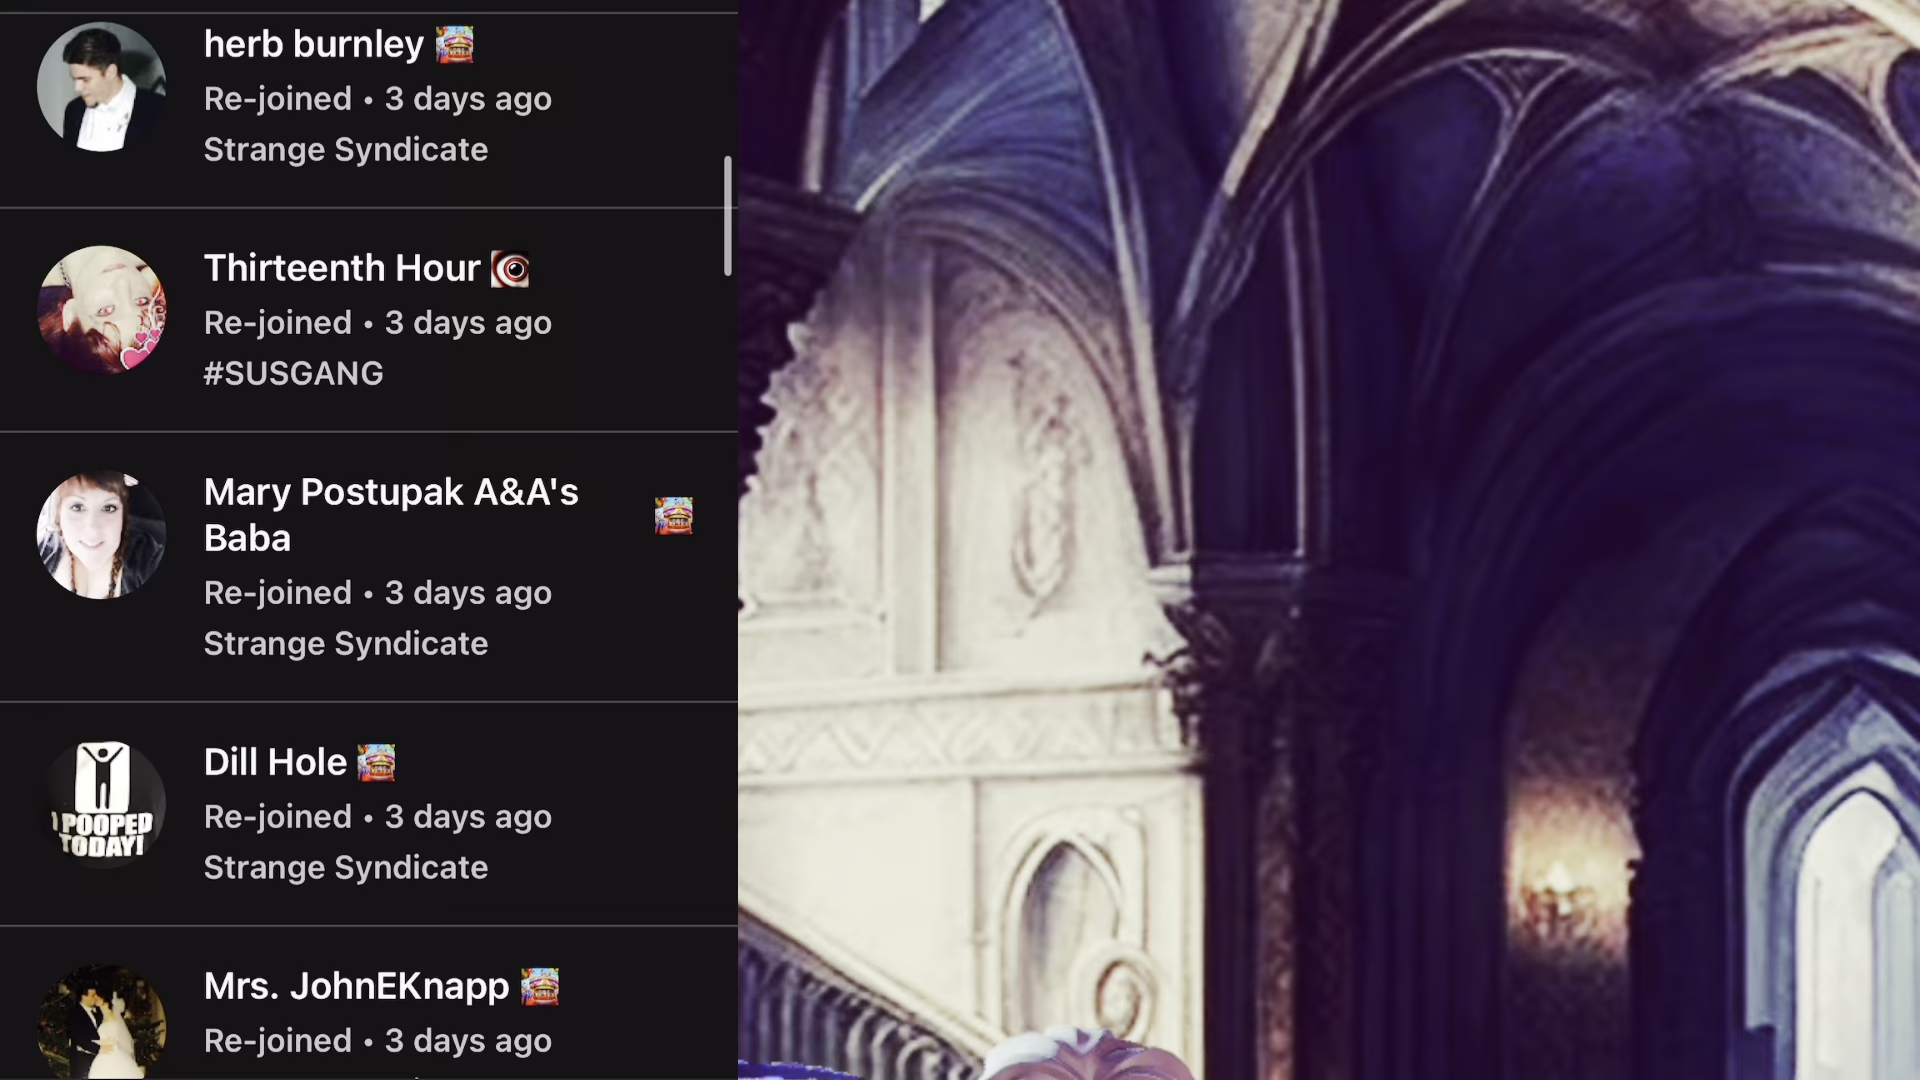 herb burnley
Re-joined • 3 days ago
Strange Syndicate
Thirteenth Hour
Re-joined • 3 days ago
#SUSGANG
Mary Postupak A&A's
Baba
Re-joined • 3 days ago
Strange Syndicate
I POOPED
TODAY!
Dill Hole
Re-joined • 3 days ago
Strange Syndicate
Mrs. JohnEKnapp
Re-joined • 3 days ago